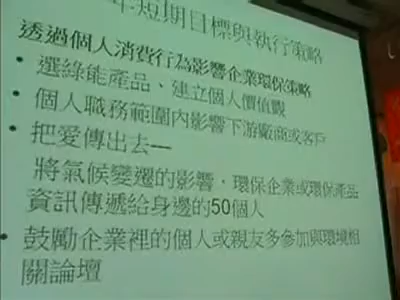 年短期目標與執行策略
透過個人消費行為影響企業環保策略
• 選綠能產品、建立個人價值觀
• 個人職務範圍內影響下游廠商或客戶
• 把愛傳出去—
將氣候變遷的影響，環保企業或環保產品
資訊傳遞給身邊的50個人
• 鼓勵企業裡的個人或親友多參加與環境相
關論壇